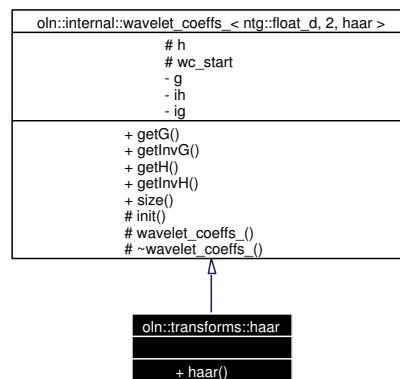 oln::internal::wavelet_coeffs_< ntg::float_d, 2, haar >
# h
# wc_start
- g
- ih
- ig
+ getG()
+ getInvG()
+ getH()
+ getInvH()
+ size()
# init()
# wavelet_coeffs_()
# ~wavelet_coeffs_()
oln::transforms::haar
+ haar()